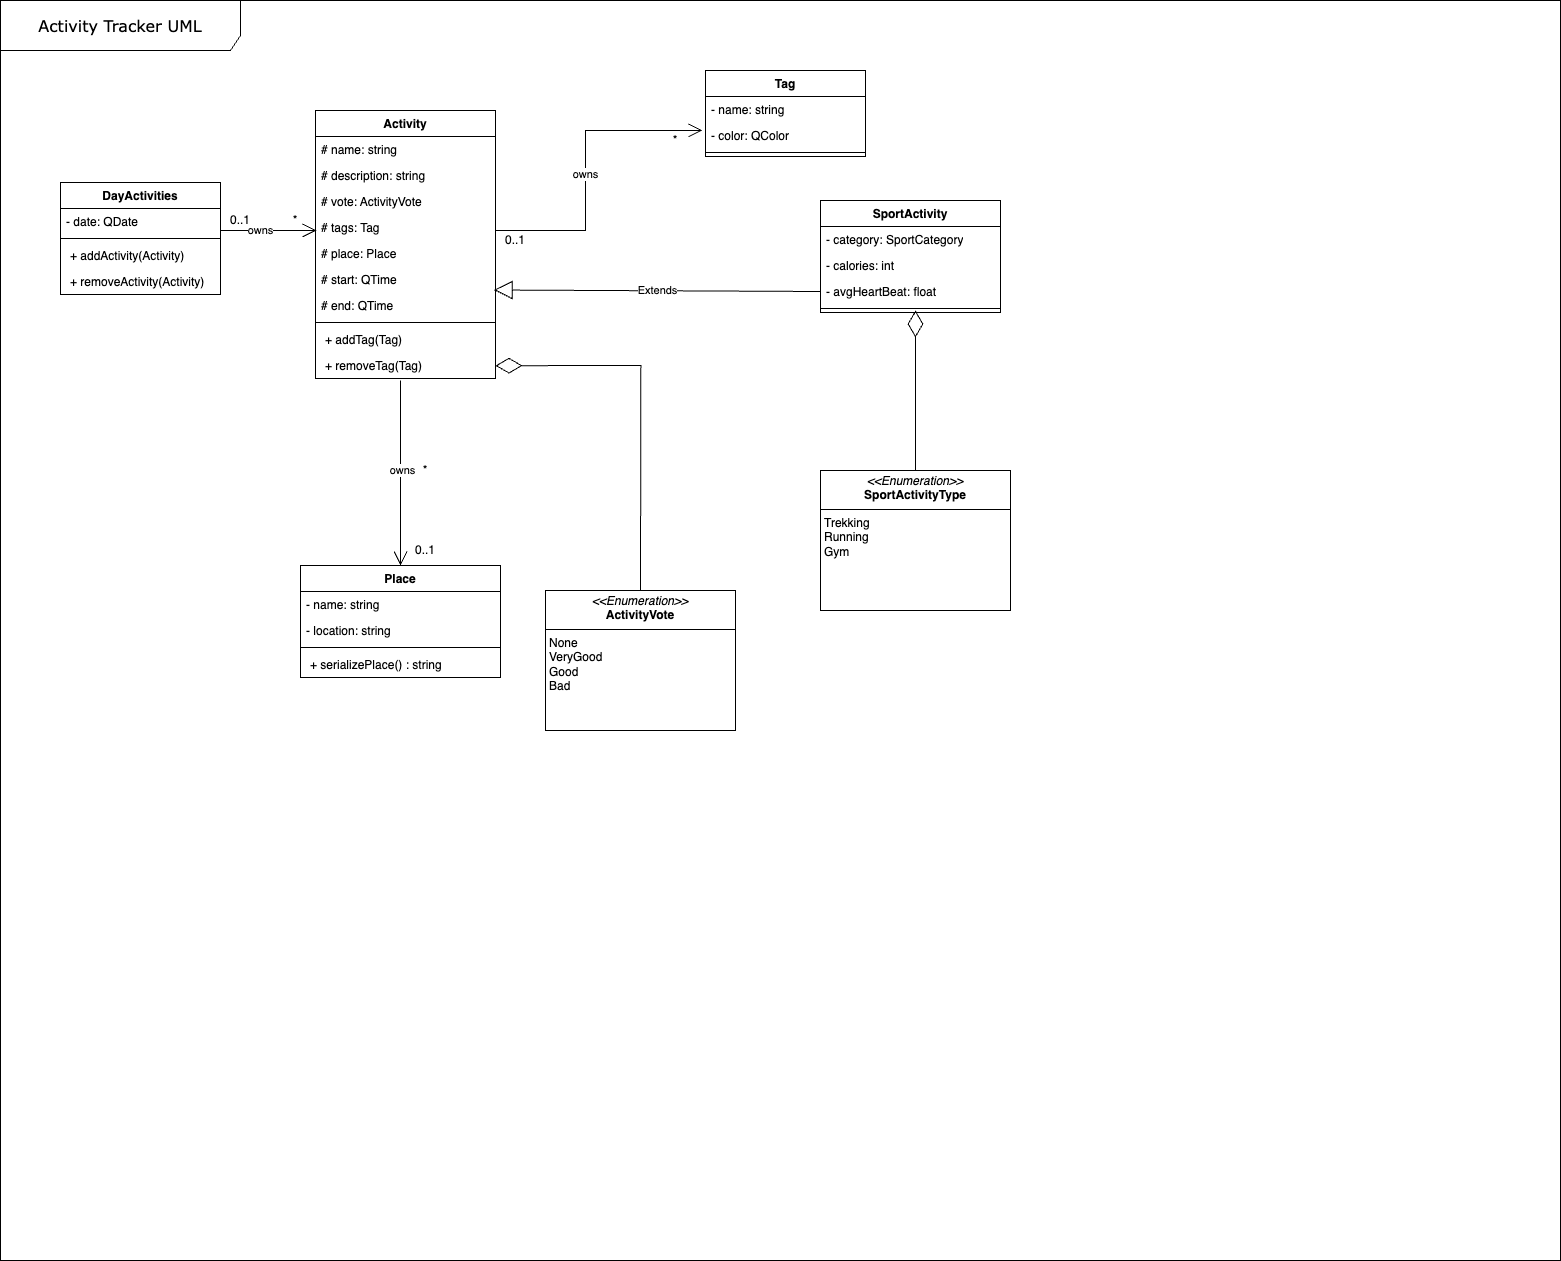 Activity Tracker UML
Tag
- name: string
- color: QColor
Activity
# name: string
# description: string
# vote: ActivityVote
# tags: Tag
# place: Place
# start: QTime
# end: QTime
+ addTag(Tag)
+ removeTag(Tag)
*
owns
0..1
DayActivities
- date: QDate
+ addActivity(Activity)
+ removeActivity(Activity)
0..1
*
owns
SportActivity
- category: SportCategory
- calories: int
- avgHeartBeat: float
Extends
owns
*
0..1
<<Enumeration>>
SportActivityType
Trekking
Running
Gym
Place
- name: string
- location: string
+ serializePlace() : string
<<Enumeration>>
ActivityVote
None
VeryGood
Good
Bad